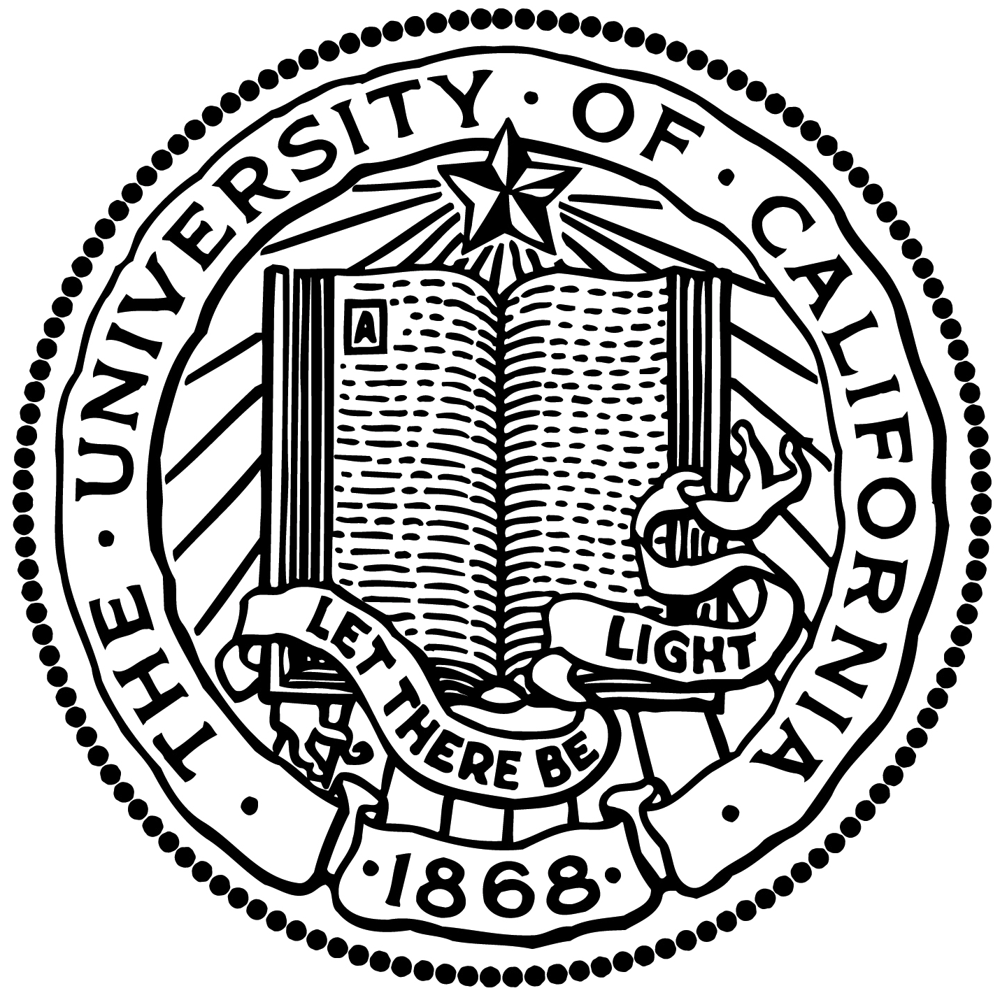 THE · UNIVERSITY · OF · CALIFORNIA
A
LET THERE BE
LIGHT
·1868·